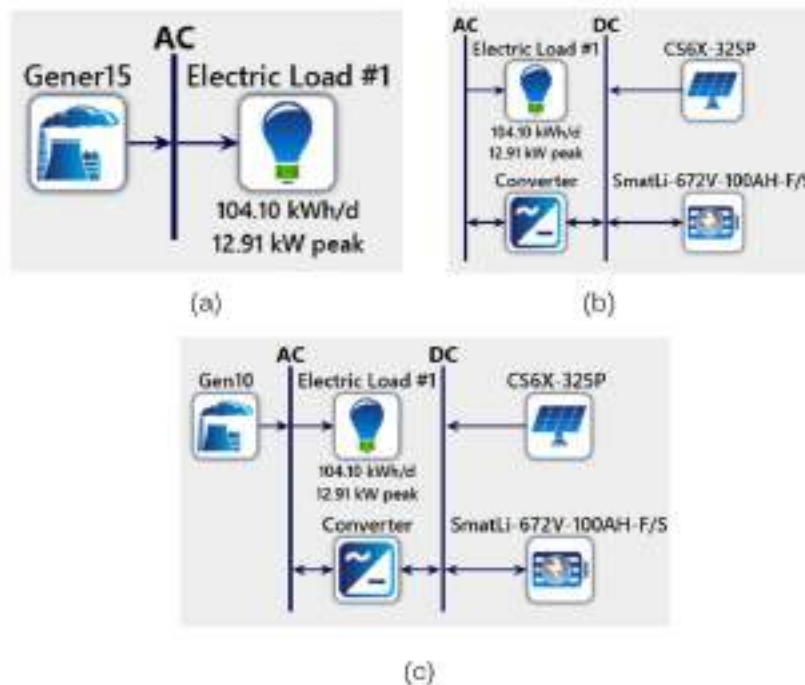 AC
Gener15
Electric Load #1
104.10 kWh/d
12.91 kW peak
(a)
AC
DC
Electric Load #1
CS6X-325P
104.10 kWh/d
12.91 kW peak
Converter
SmatLi-672V-100AH-F/S
(b)
AC
DC
Gen10
Electric Load #1
CS6X-325P
104.10 kWh/d
12.91 kW peak
Converter
SmatLi-672V-100AH-F/S
(c)